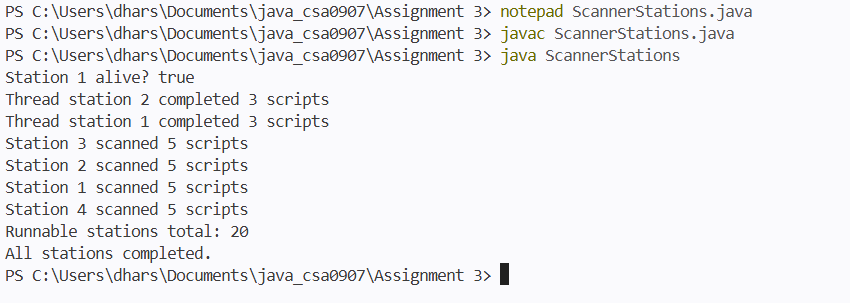 PS C:\Users\dhars\Documents\java_csa0907\Assignment 3> notepad ScannerStations.java
PS C:\Users\dhars\Documents\java_csa0907\Assignment 3> javac ScannerStations.java
PS C:\Users\dhars\Documents\java_csa0907\Assignment 3> java ScannerStations
Station 1 alive? true
Thread station 2 completed 3 scripts
Thread station 1 completed 3 scripts
Station 3 scanned 5 scripts
Station 2 scanned 5 scripts
Station 1 scanned 5 scripts
Station 4 scanned 5 scripts
Runnable stations total: 20
All stations completed.
PS C:\Users\dhars\Documents\java_csa0907\Assignment 3>